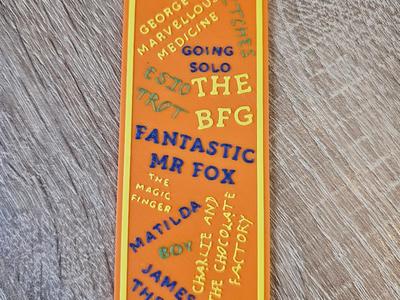 GEORGE'S
MARVELLOUS
MEDICINE
GOING
SOLO
ESIO
TROT
THE
BFG
FANTASTIC
MR FOX
THE
MAGIC
FINGER
MATILDA
BOY
CHARLIE AND
THE CHOCOLATE
FACTORY
JAMES